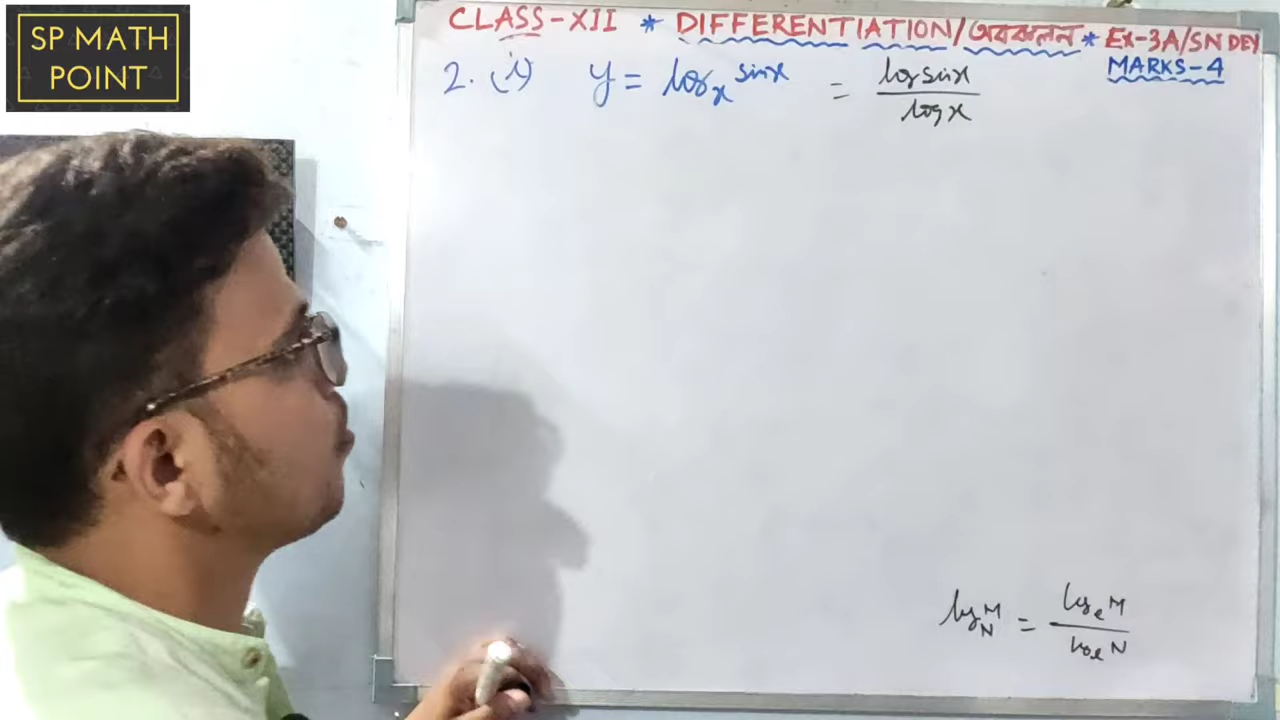 SP MATH
POINT
CLASS-XII * DIFFERENTIATION/অবকলন * Ex-3A/SN DEY
MARKS-4
2. (i) y = logₓ sinx = log sinx / log x
log_N M = log_e M / log_e N